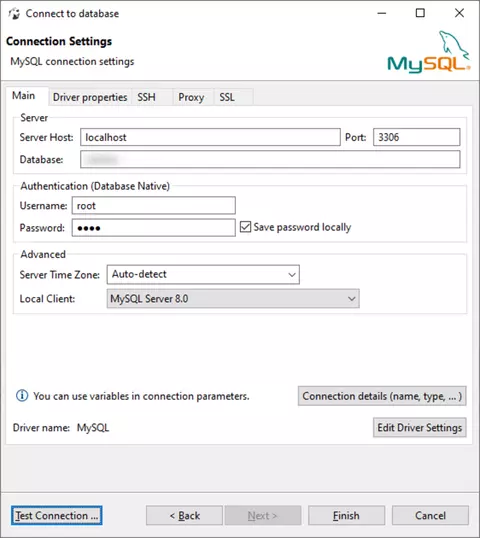 Connect to database
Connection Settings
MySQL connection settings
MySQL
Main Driver properties SSH Proxy SSL
Server
Server Host: localhost Port: 3306
Database:
Authentication (Database Native)
Username: root
Password: ●●●●
Save password locally
Advanced
Server Time Zone: Auto-detect
Local Client: MySQL Server 8.0
You can use variables in connection parameters. Connection details (name, type, ... )
Driver name: MySQL Edit Driver Settings
Test Connection ... < Back Next > Finish Cancel